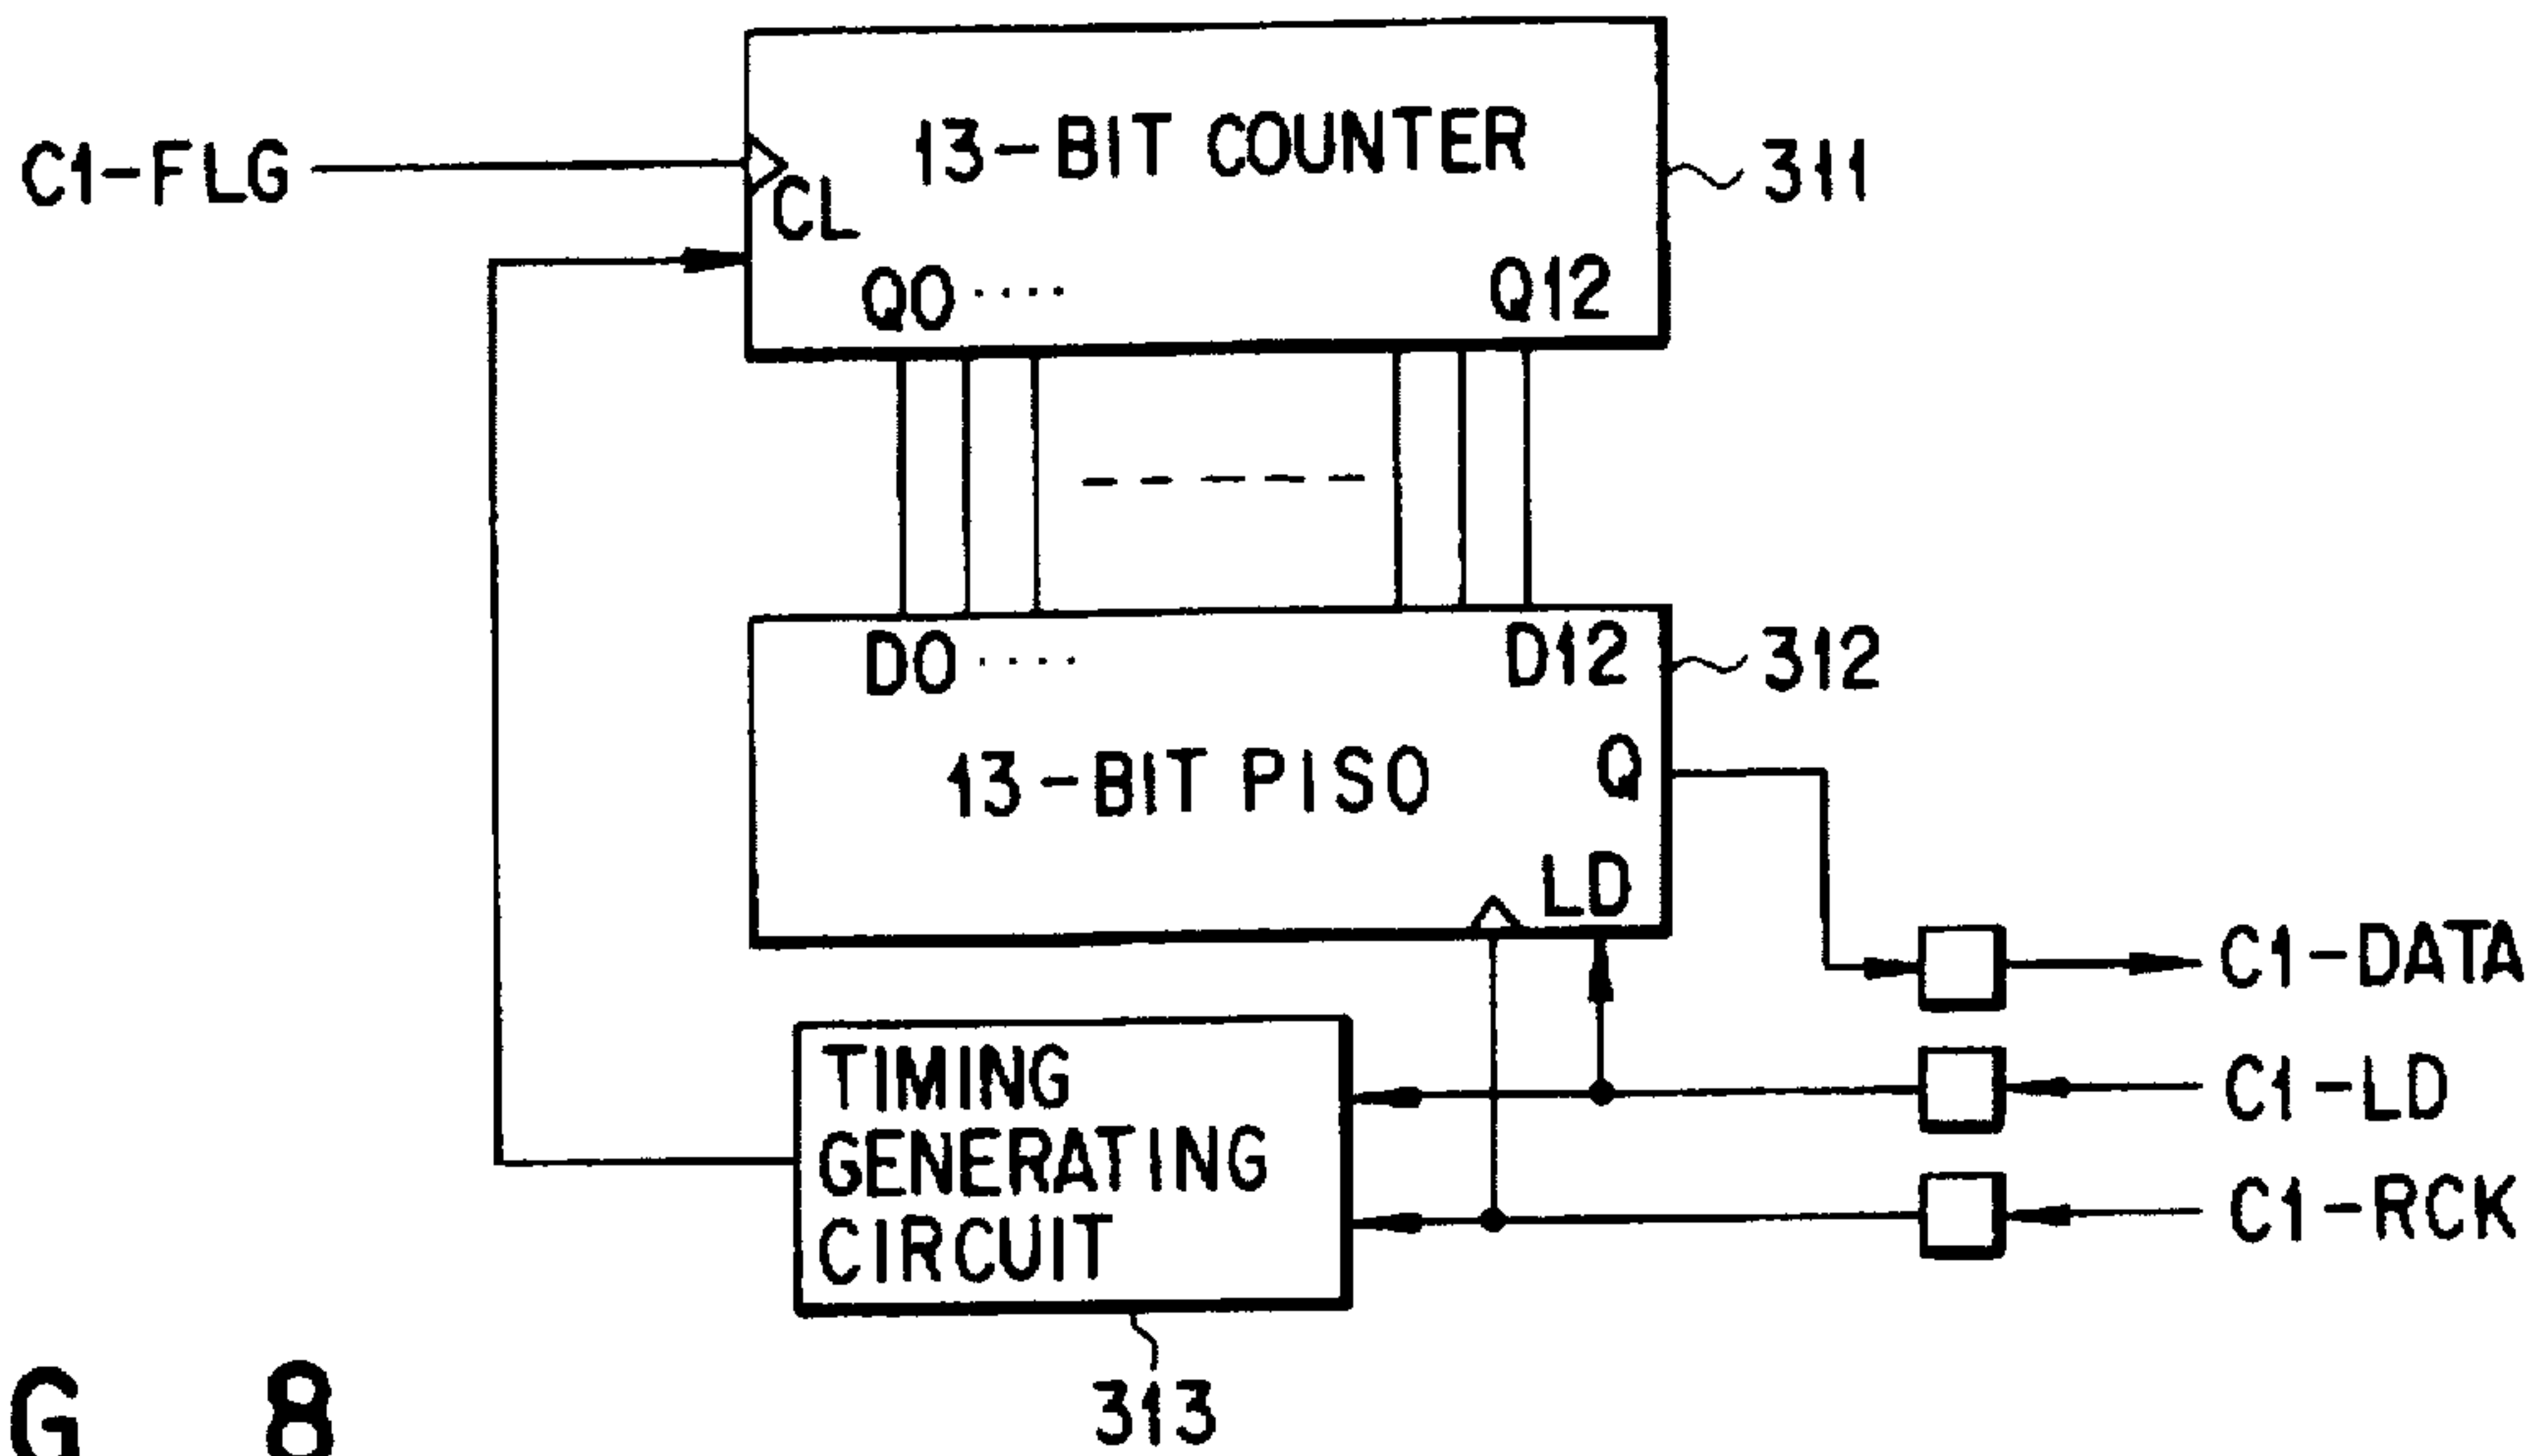 C1-FLG
13-BIT COUNTER
311
CL
Q0 ····
Q12
D0 ····
D12
312
13-BIT PISO
Q
LD
C1-DATA
TIMING
GENERATING
CIRCUIT
C1-LD
C1-RCK
313
G 8